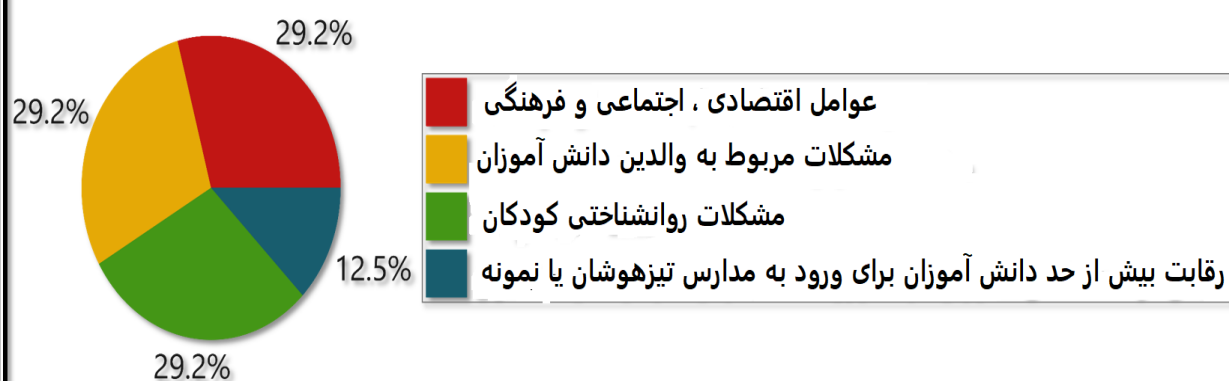 29.2%
29.2%
عوامل اقتصادی ، اجتماعی و فرهنگی
مشکلات مربوط به والدین دانش آموزان
مشکلات روانشناختی کودکان
12.5%
رقابت بیش از حد دانش آموزان برای ورود به مدارس تیزهوشان یا نمونه
29.2%